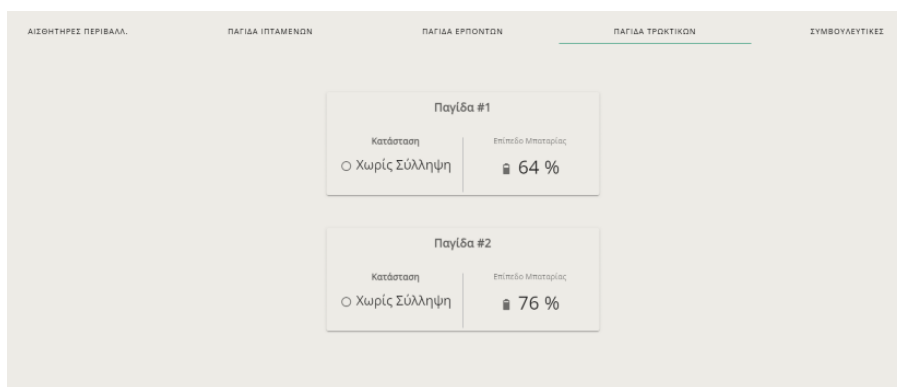 ΑΙΣΘΗΤΗΡΕΣ ΠΕΡΙΒΑΛΛ. ΠΑΓΙΔΑ ΙΠΤΑΜΕΝΩΝ ΠΑΓΙΔΑ ΕΡΠΟΝΤΩΝ ΠΑΓΙΔΑ ΤΡΩΚΤΙΚΩΝ ΣΥΜΒΟΥΛΕΥΤΙΚΕΣ
Παγίδα #1
Κατάσταση Επίπεδο Μπαταρίας
Χωρίς Σύλληψη 64 %
Παγίδα #2
Κατάσταση Επίπεδο Μπαταρίας
Χωρίς Σύλληψη 76 %